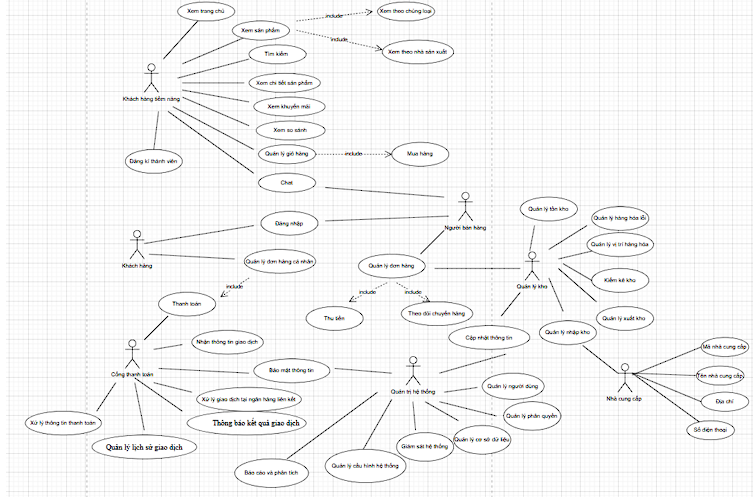 Xem trang chủ
Xem sản phẩm
include
Xem theo chủng loại
include
Xem theo nhà sản xuất
Tìm kiếm
Xem chi tiết sản phẩm
Khách hàng tiềm năng
Xem khuyến mãi
Xem so sánh
Quản lý giỏ hàng
include
Mua hàng
Đăng kí thành viên
Chat
Người bán hàng
Đăng nhập
Khách hàng
Quản lý đơn hàng cá nhân
Quản lý đơn hàng
Quản lý tồn kho
Quản lý hàng hóa lỗi
Quản lý vị trí hàng hóa
Kiểm kê kho
Quản lý kho
Quản lý xuất kho
Quản lý nhập kho
include
include
include
Thanh toán
Thu tiền
Theo dõi chuyển hàng
Cập nhật thông tin
Nhận thông tin giao dịch
Cổng thanh toán
Bảo mật thông tin
Quản trị hệ thống
Mã nhà cung cấp
Tên nhà cung cấp
Nhà cung cấp
Địa chỉ
Số điện thoại
Quản lý người dùng
Xử lý giao dịch tại ngân hàng liên kết
Xử lý thông tin thanh toán
Thông báo kết quả giao dịch
Quản lý phân quyền
Quản lý cơ sở dữ liệu
Giám sát hệ thống
Quản lý lịch sử giao dịch
Báo cáo và phân tích
Quản lý cấu hình hệ thống